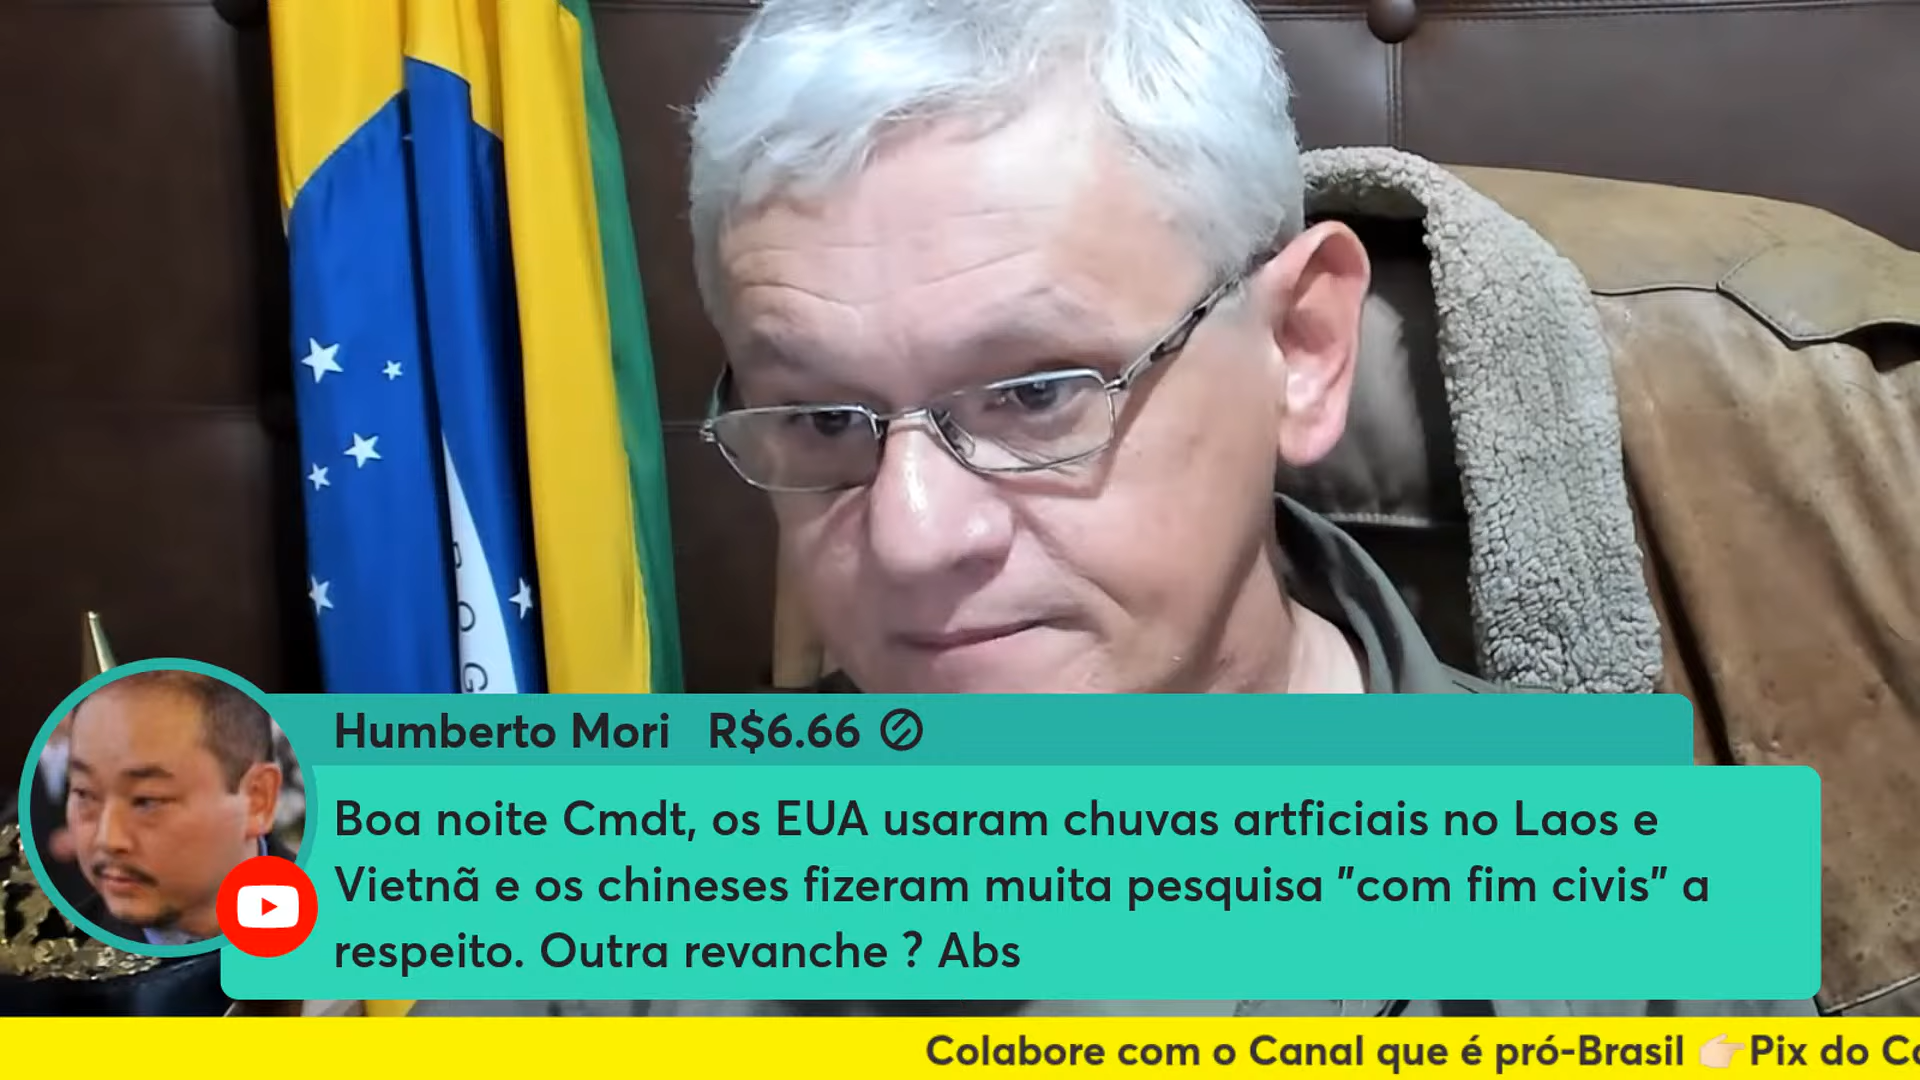 R O G
Humberto Mori R$6.66
Boa noite Cmdt, os EUA usaram chuvas artficiais no Laos e
Vietnã e os chineses fizeram muita pesquisa "com fim civis" a
respeito. Outra revanche ? Abs
Colabore com o Canal que é pró-Brasil 👉🏻Pix do